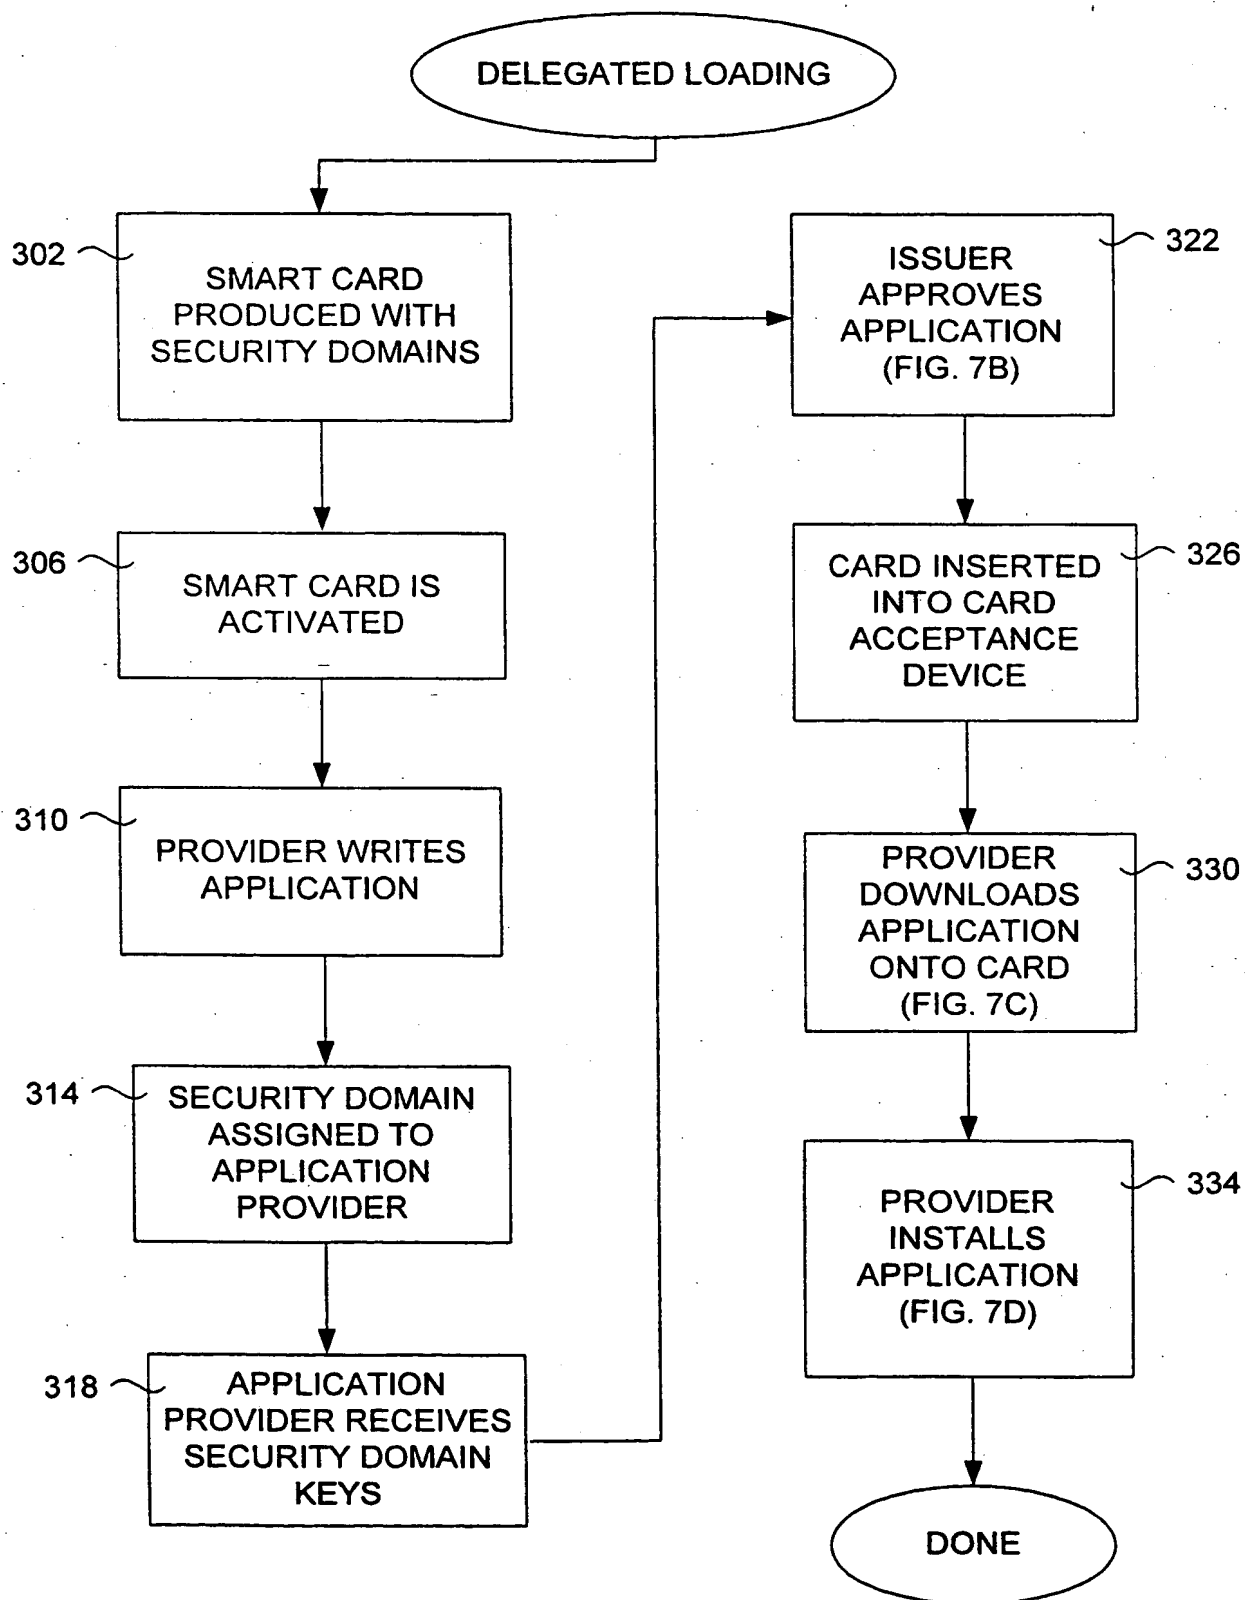 DELEGATED LOADING
302
SMART CARD
PRODUCED WITH
SECURITY DOMAINS
306
SMART CARD IS
ACTIVATED
310
PROVIDER WRITES
APPLICATION
314
SECURITY DOMAIN
ASSIGNED TO
APPLICATION
PROVIDER
318
APPLICATION
PROVIDER RECEIVES
SECURITY DOMAIN
KEYS
322
ISSUER
APPROVES
APPLICATION
(FIG. 7B)
326
CARD INSERTED
INTO CARD
ACCEPTANCE
DEVICE
330
PROVIDER
DOWNLOADS
APPLICATION
ONTO CARD
(FIG. 7C)
334
PROVIDER
INSTALLS
APPLICATION
(FIG. 7D)
DONE